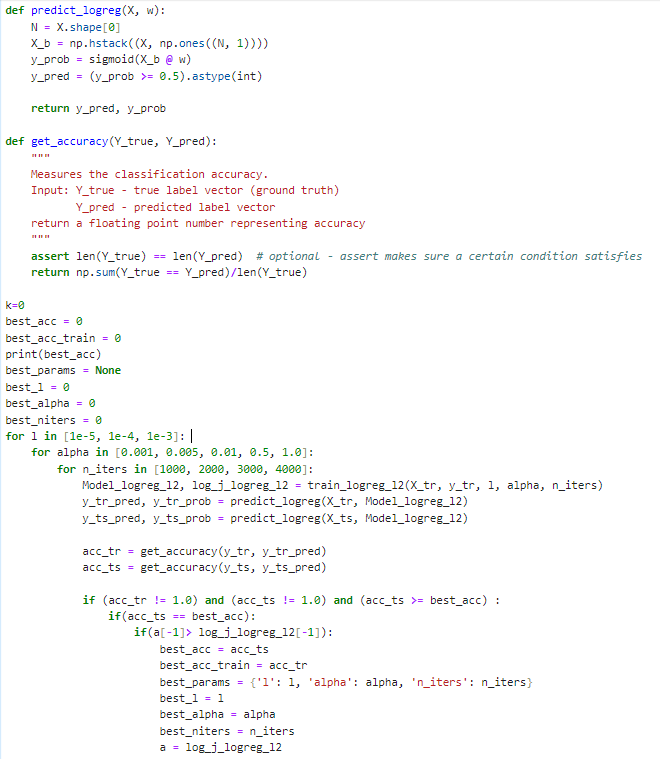 def predict_logreg(X, w):
    N = X.shape[0]
    X_b = np.hstack((X, np.ones((N, 1))))
    y_prob = sigmoid(X_b @ w)
    y_pred = (y_prob >= 0.5).astype(int)

    return y_pred, y_prob

def get_accuracy(Y_true, Y_pred):
    """
    Measures the classification accuracy.
    Input: Y_true - true label vector (ground truth)
           Y_pred - predicted label vector
    return a floating point number representing accuracy
    """
    assert len(Y_true) == len(Y_pred)  # optional - assert makes sure a certain condition satisfies
    return np.sum(Y_true == Y_pred)/len(Y_true)

k=0
best_acc = 0
best_acc_train = 0
print(best_acc)
best_params = None
best_l = 0
best_alpha = 0
best_niters = 0
for l in [1e-5, 1e-4, 1e-3]:
    for alpha in [0.001, 0.005, 0.01, 0.5, 1.0]:
        for n_iters in [1000, 2000, 3000, 4000]:
            Model_logreg_l2, log_j_logreg_l2 = train_logreg_l2(X_tr, y_tr, l, alpha, n_iters)
            y_tr_pred, y_tr_prob = predict_logreg(X_tr, Model_logreg_l2)
            y_ts_pred, y_ts_prob = predict_logreg(X_ts, Model_logreg_l2)

            acc_tr = get_accuracy(y_tr, y_tr_pred)
            acc_ts = get_accuracy(y_ts, y_ts_pred)

            if (acc_tr != 1.0) and (acc_ts != 1.0) and (acc_ts >= best_acc) :
                if(acc_ts == best_acc):
                    if(a[-1]> log_j_logreg_l2[-1]):
                        best_acc = acc_ts
                        best_acc_train = acc_tr
                        best_params = {'l': l, 'alpha': alpha, 'n_iters': n_iters}
                        best_l = l
                        best_alpha = alpha
                        best_niters = n_iters
                        a = log_j_logreg_l2